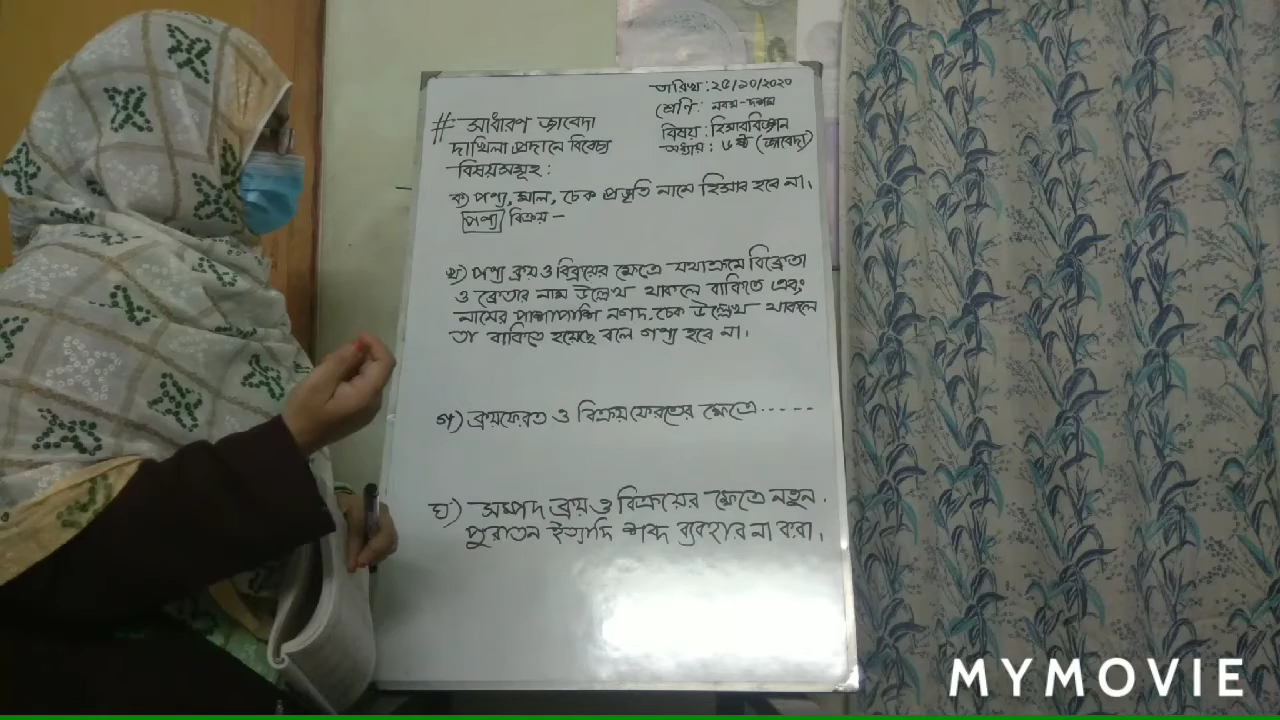 তারিখ : ২৫/১০/২০২০
শ্রেণি : নবম-দশম
বিষয় : হিসাববিজ্ঞান
অধ্যায় : ৬ষ্ঠ (জাবেদা)
# সাধারণ জাবেদা
দাখিলা প্রদানে বিবেচ্য
বিষয়সমূহ :
ক) পণ্য, মাল, চেক প্রভৃতি নামে হিসাব হবে না।
পণ্য বিক্রয় –
খ) পণ্য ক্রয় ও বিক্রয়ের ক্ষেত্রে যথাক্রমে বিক্রেতা
ও ক্রেতার নাম উল্লেখ থাকলে বাকিতে এবং
নামের পাশাপাশি নগদ, চেক উল্লেখ থাকলে
তা বাকিতে হয়েছে বলে গণ্য হবে না।
গ) ক্রয়ফেরত ও বিক্রয় ফেরতের ক্ষেত্রে-----
ঘ) সম্পদ ক্রয় ও বিক্রয়ের ক্ষেত্রে নতুন,
পুরাতন ইত্যাদি শব্দ ব্যবহার না করা।
MYMOVIE